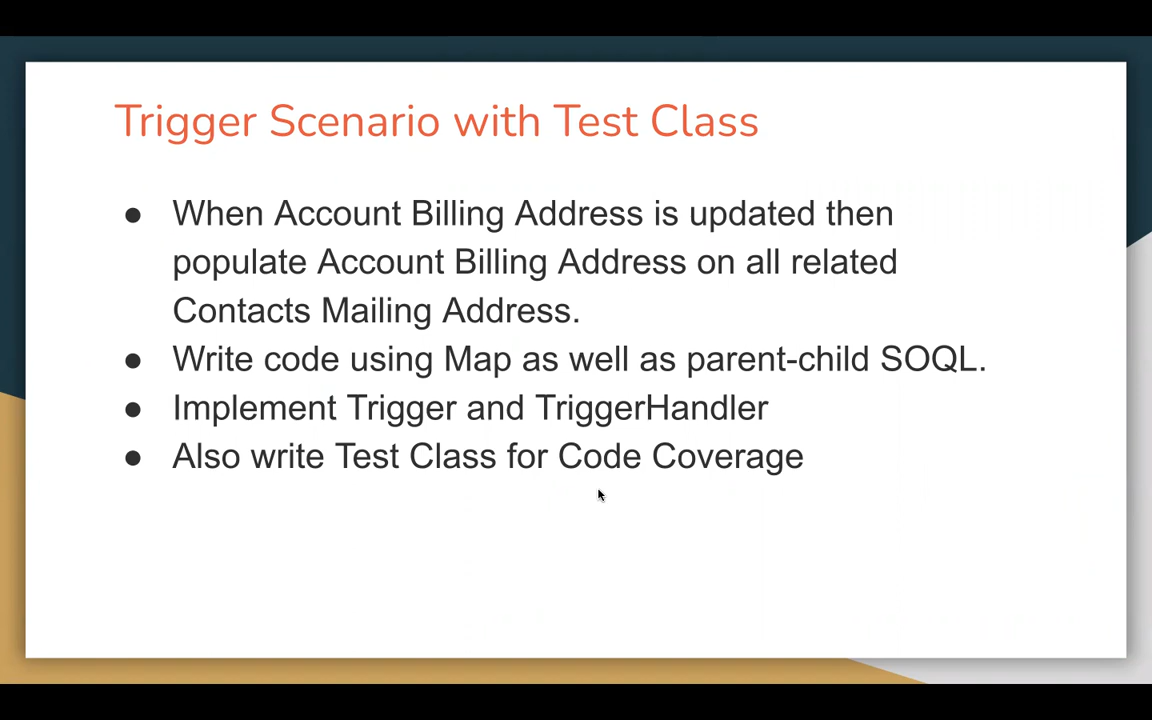 Trigger Scenario with Test Class
● When Account Billing Address is updated then
populate Account Billing Address on all related
Contacts Mailing Address.
● Write code using Map as well as parent-child SOQL.
● Implement Trigger and TriggerHandler
● Also write Test Class for Code Coverage